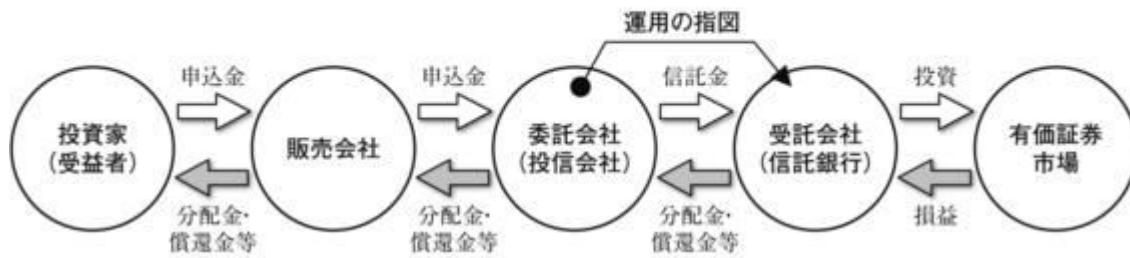 運用の指図
申込金
申込金
信託金
投資
投資家
（受益者）
販売会社
委託会社
（投信会社）
受託会社
（信託銀行）
有価証券
市場
分配金・
償還金等
分配金・
償還金等
分配金・
償還金等
損益